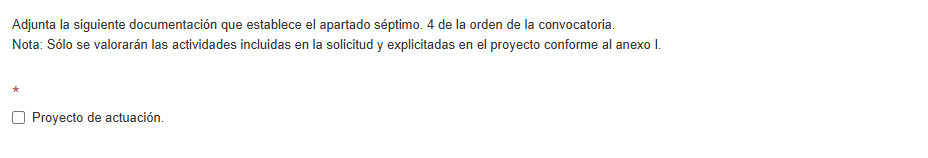 Adjunta la siguiente documentación que establece el apartado séptimo. 4 de la orden de la convocatoria.
Nota: Sólo se valorarán las actividades incluidas en la solicitud y explicitadas en el proyecto conforme al anexo I.
*
Proyecto de actuación.